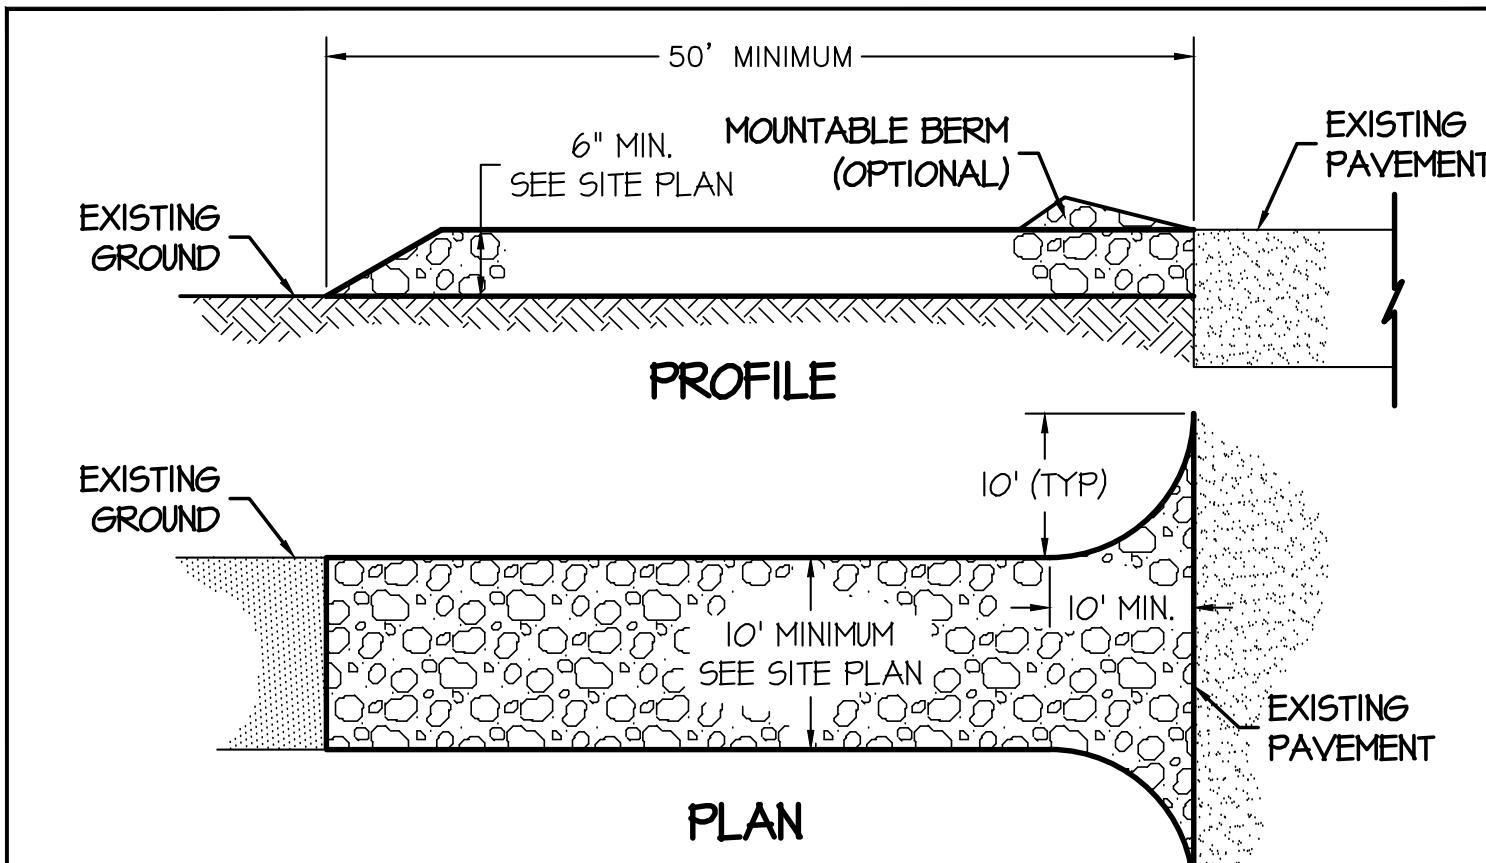 50' MINIMUM
6" MIN.
SEE SITE PLAN
MOUNTABLE BERM
(OPTIONAL)
EXISTING
PAVEMENT
EXISTING
GROUND
PROFILE
EXISTING
GROUND
10' (TYP)
10' MIN.
10' MINIMUM
SEE SITE PLAN
EXISTING
PAVEMENT
PLAN